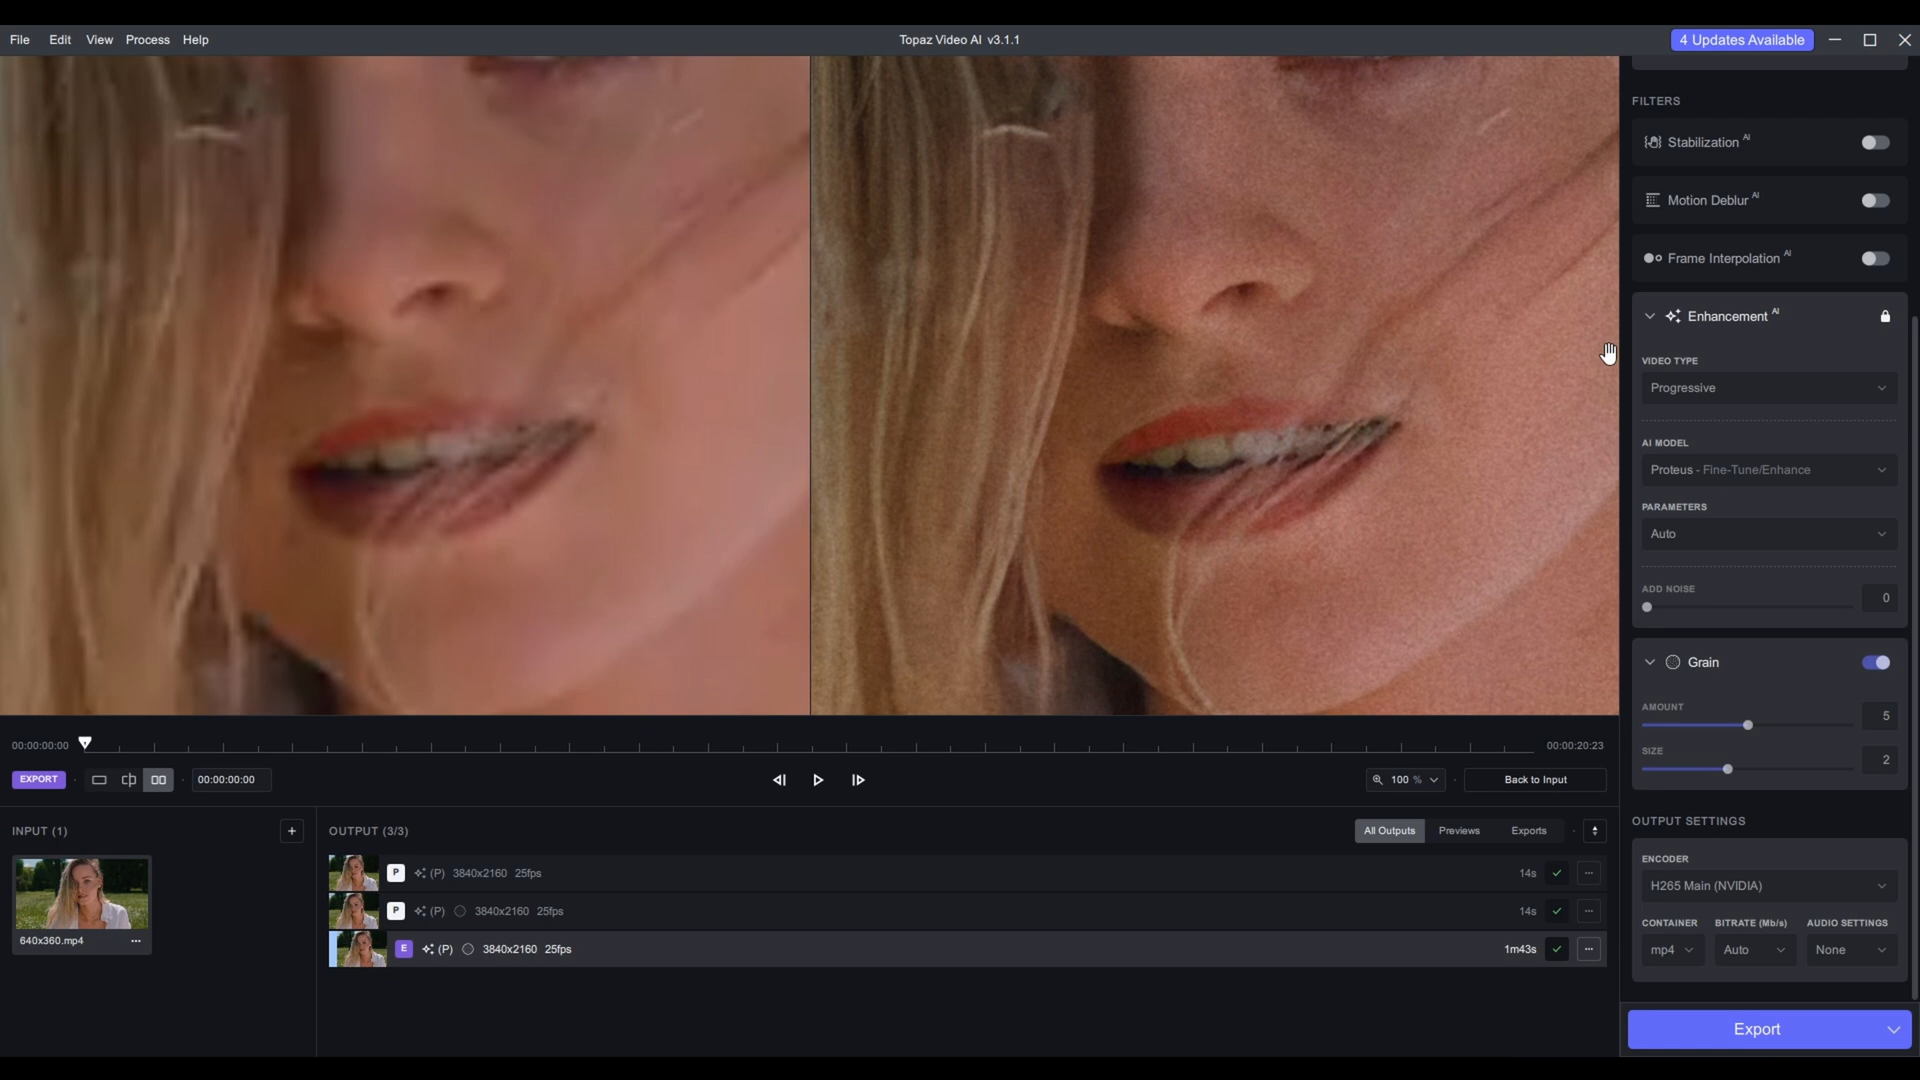 File Edit View Process Help
Topaz Video AI v3.1.1
4 Updates Available
FILTERS
Stabilization AI
Motion Deblur AI
Frame Interpolation AI
Enhancement AI
VIDEO TYPE
Progressive
AI MODEL
Proteus - Fine-Tune/Enhance
PARAMETERS
Auto
ADD NOISE
0
Grain
AMOUNT
5
SIZE
2
OUTPUT SETTINGS
ENCODER
H265 Main (NVIDIA)
CONTAINER BITRATE (Mb/s) AUDIO SETTINGS
mp4 Auto None
Export
00:00:00:00
00:00:20:23
EXPORT
00:00:00:00
100 %
Back to Input
INPUT (1)
+
640x360.mp4
OUTPUT (3/3)
All Outputs Previews Exports
P (P) 3840x2160 25fps 14s
P (P) 3840x2160 25fps 14s
E (P) 3840x2160 25fps 1m43s